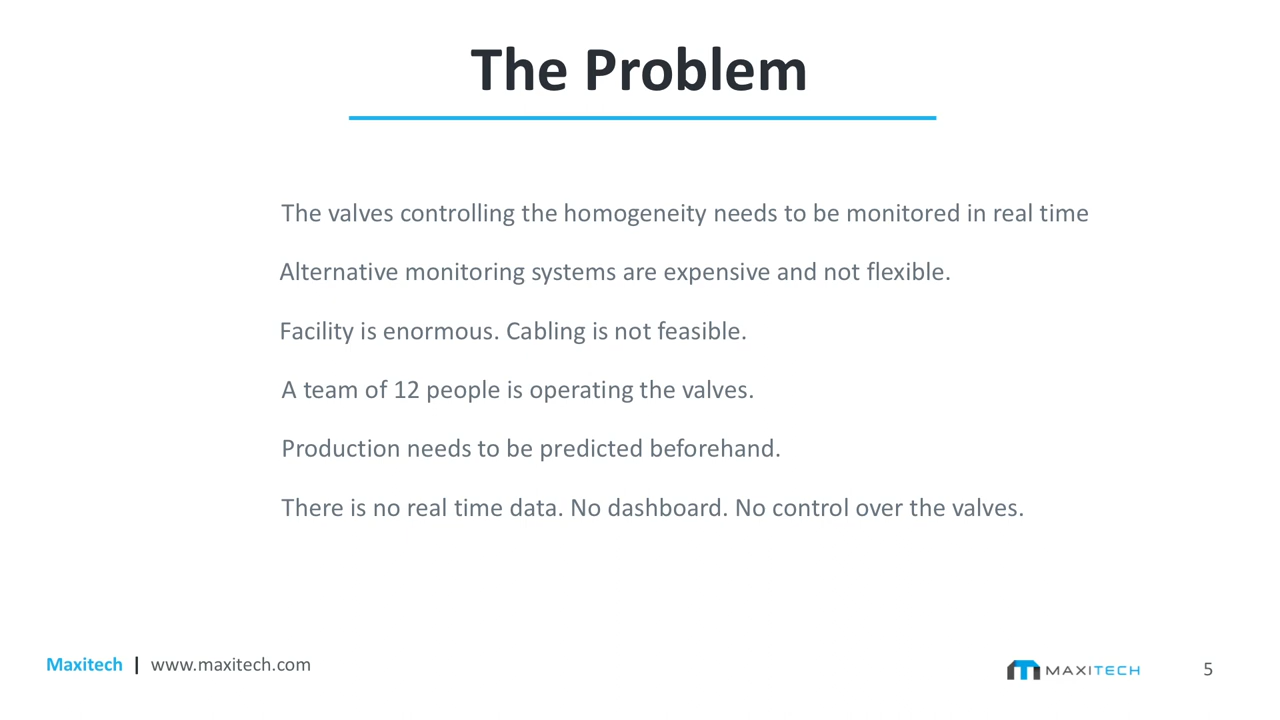 The Problem
The valves controlling the homogeneity needs to be monitored in real time
Alternative monitoring systems are expensive and not flexible.
Facility is enormous. Cabling is not feasible.
A team of 12 people is operating the valves.
Production needs to be predicted beforehand.
There is no real time data. No dashboard. No control over the valves.
Maxitech | www.maxitech.com
MAXITECH
5